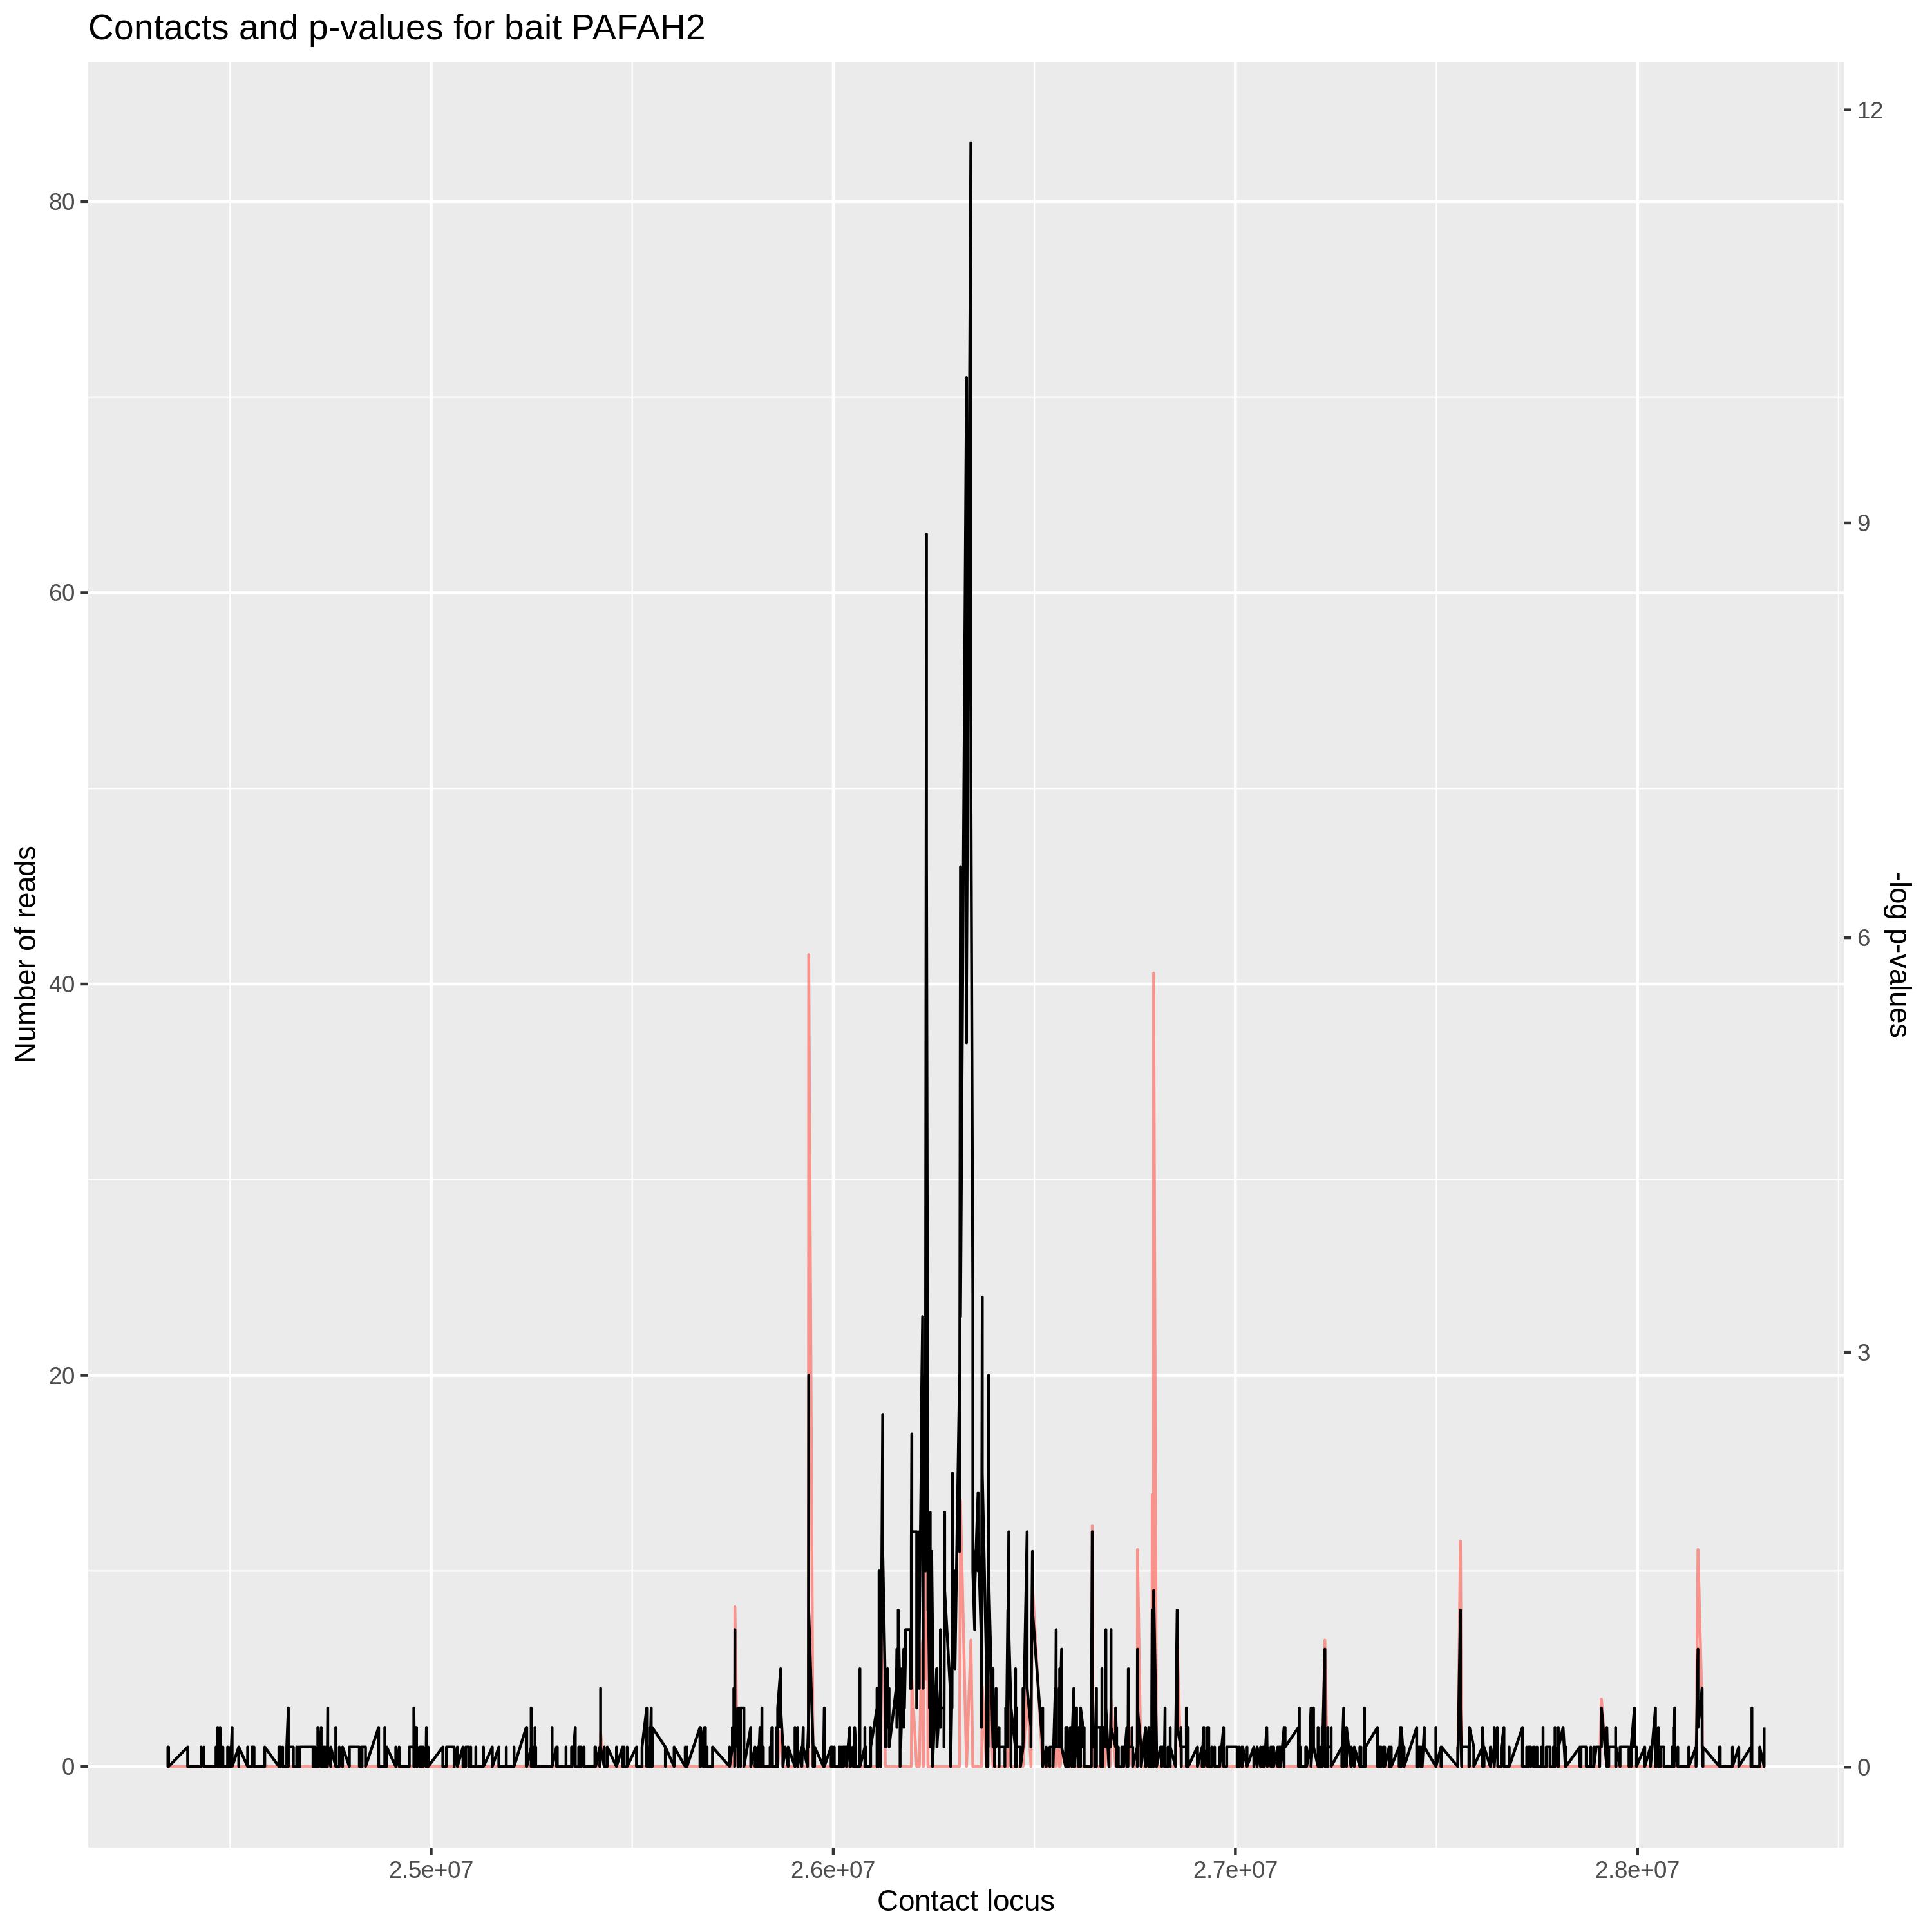 Contacts and p-values for bait PAFAH2
12
80
9
60
Number of reads
-log p-values
6
40
3
20
0
0
2.5e+07
2.6e+07
2.7e+07
2.8e+07
Contact locus